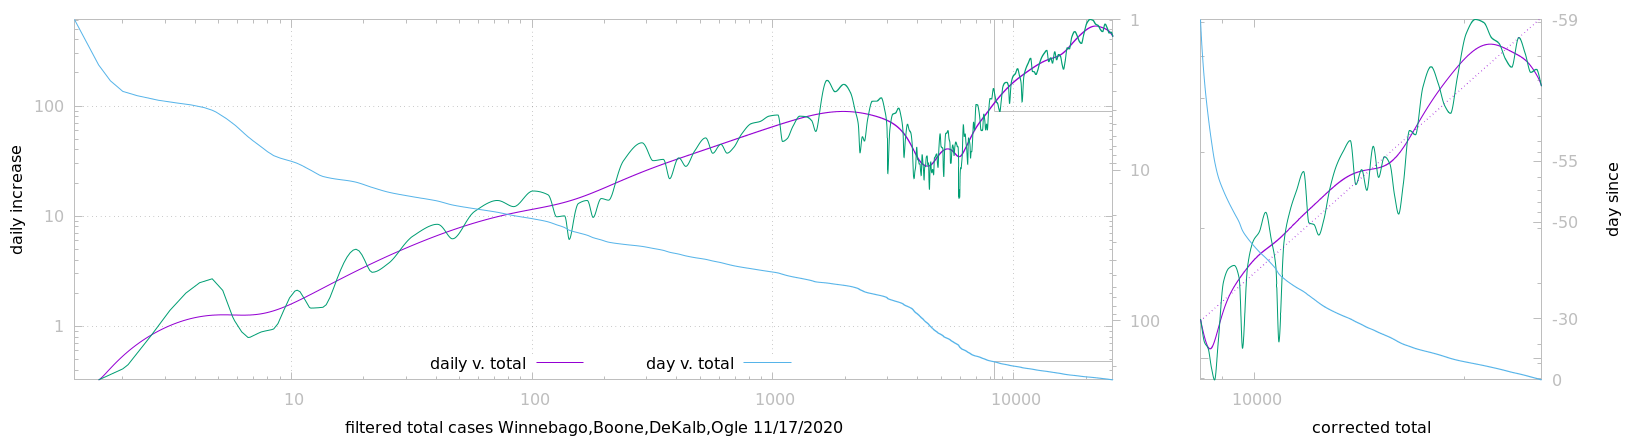 1
-59
100
10
-55
daily increase
day since
10
-50
1
100
-30
daily v. total
day v. total
0
10
100
1000
10000
10000
filtered total cases Winnebago,Boone,DeKalb,Ogle 11/17/2020
corrected total